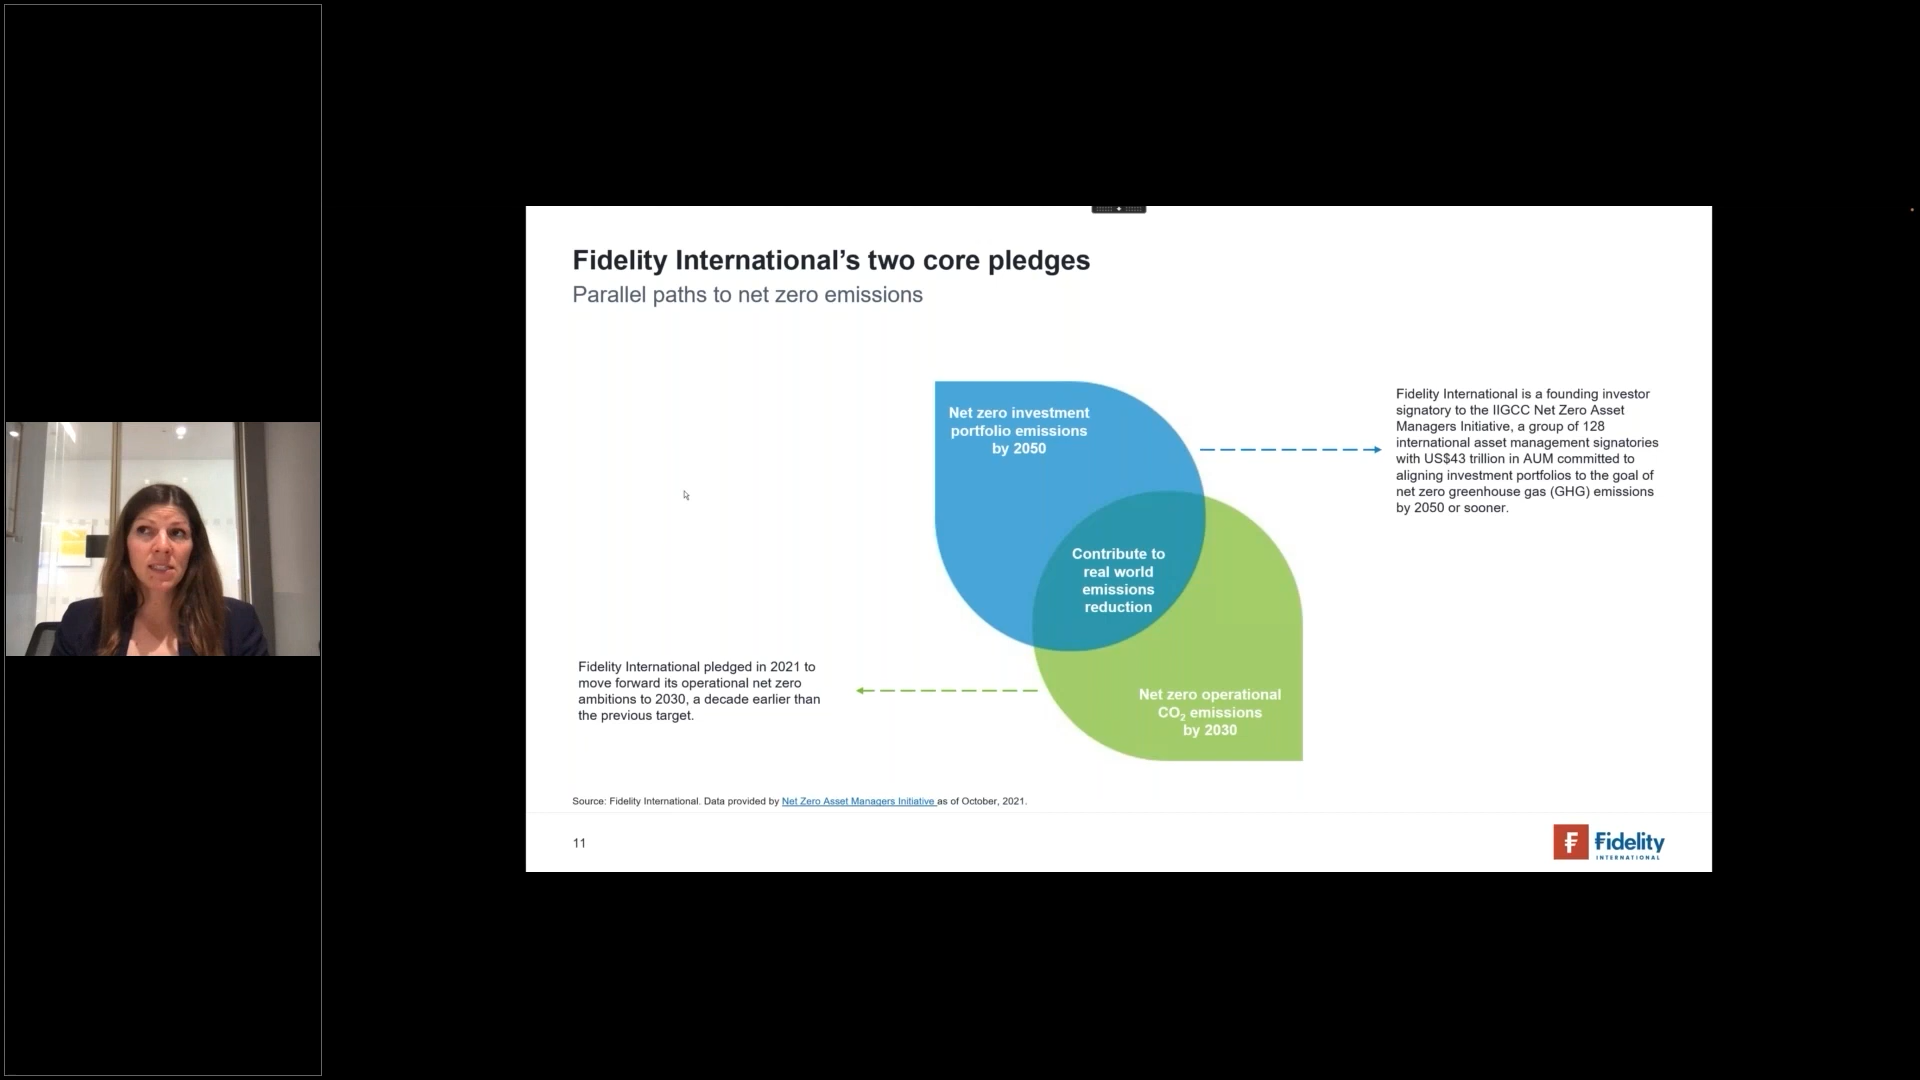 Fidelity International’s two core pledges
Parallel paths to net zero emissions
Net zero investment
portfolio emissions
by 2050
Fidelity International is a founding investor
signatory to the IIGCC Net Zero Asset
Managers Initiative, a group of 128
international asset management signatories
with US$43 trillion in AUM committed to
aligning investment portfolios to the goal of
net zero greenhouse gas (GHG) emissions
by 2050 or sooner.
Contribute to
real world
emissions
reduction
Fidelity International pledged in 2021 to
move forward its operational net zero
ambitions to 2030, a decade earlier than
the previous target.
Net zero operational
CO₂ emissions
by 2030
Source: Fidelity International. Data provided by Net Zero Asset Managers Initiative as of October, 2021.
11
F Fidelity
INTERNATIONAL